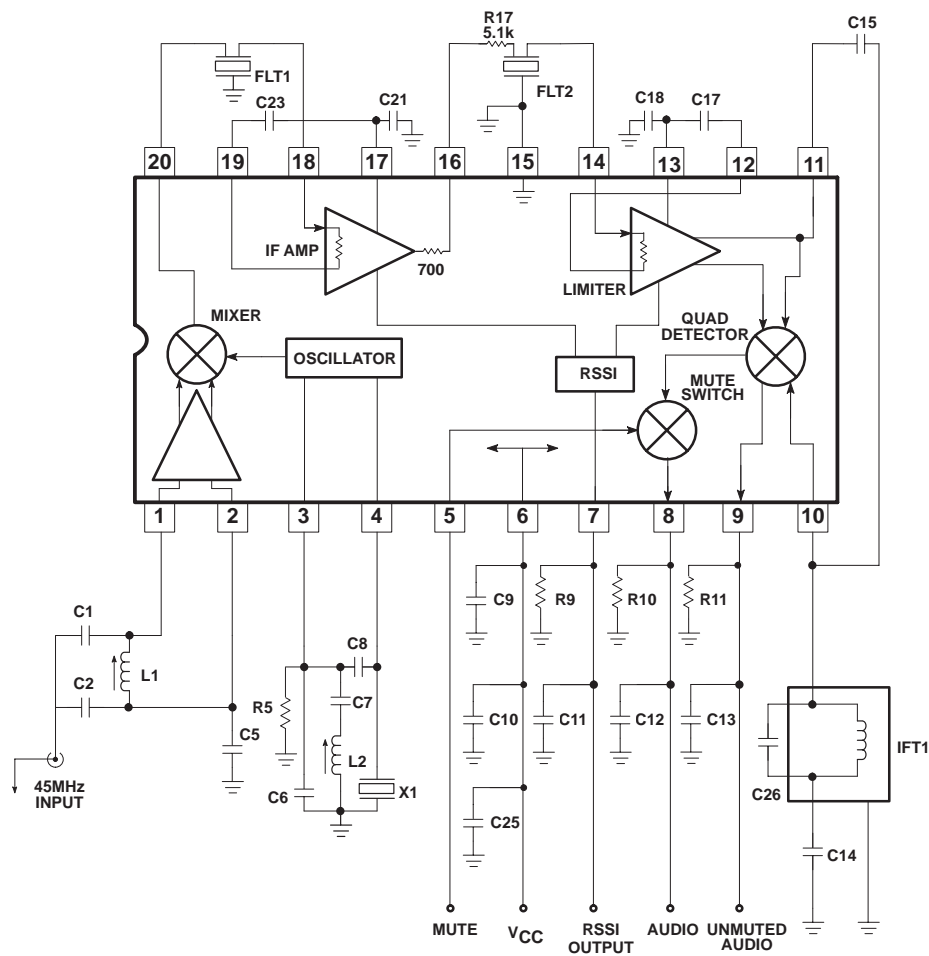 R17
5.1k
C15
FLT1
FLT2
C23
C21
C18
C17
20
19
18
17
16
15
14
13
12
11
IF AMP
700
LIMITER
MIXER
QUAD
DETECTOR
OSCILLATOR
RSSI
MUTE
SWITCH
1
2
3
4
5
6
7
8
9
10
C1
C9
R9
R10
R11
L1
C8
C2
R5
C7
C10
C11
C12
C13
C5
L2
IFT1
45MHz
INPUT
C6
X1
C26
C25
C14
MUTE
VCC
RSSI
OUTPUT
AUDIO
UNMUTED
AUDIO